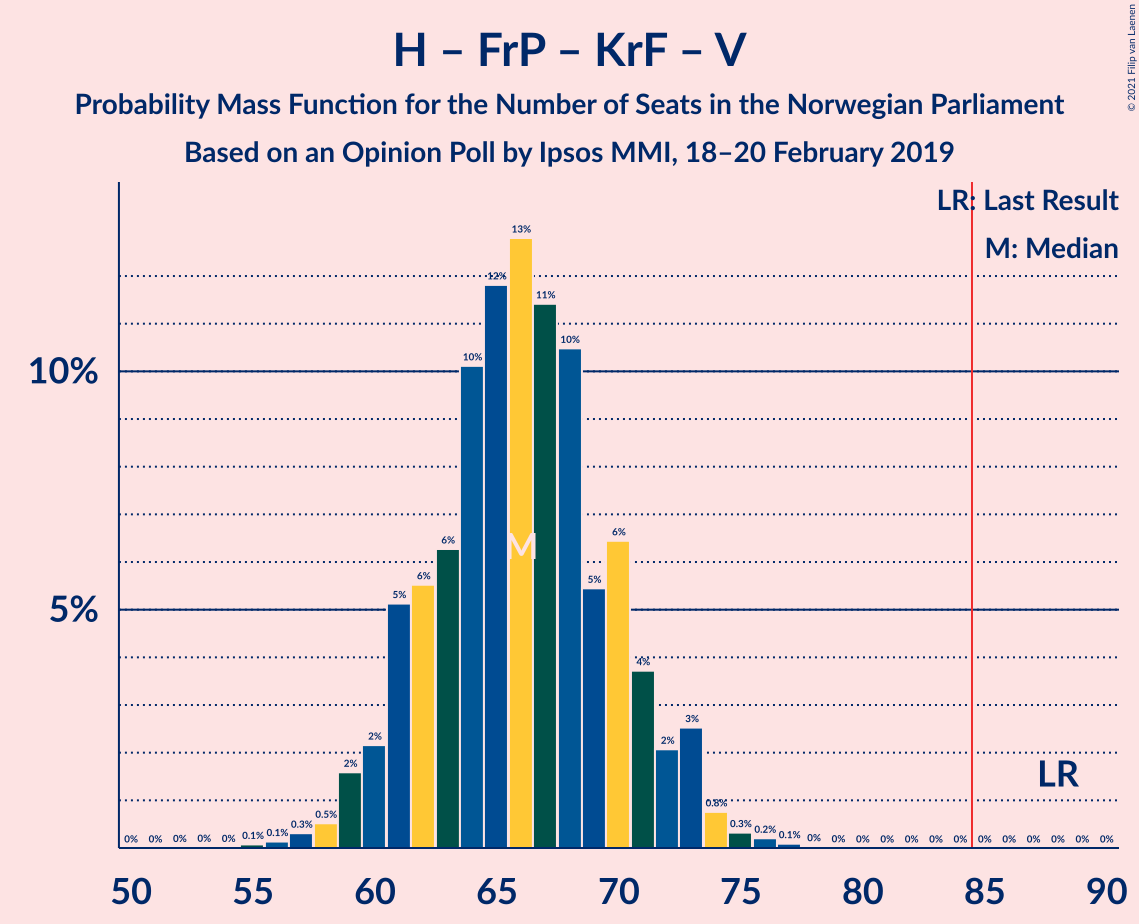 H – FrP – KrF – V
Probability Mass Function for the Number of Seats in the Norwegian Parliament
Based on an Opinion Poll by Ipsos MMI, 18–20 February 2019
© 2021 Filip van Laenen
LR: Last Result
M: Median
10%
5%
0% 0% 0% 0% 0% 0.1% 0.1% 0.3% 0.5% 2% 2% 5% 6% 6% 10% 12% 13% 11% 10% 5% 6% 4% 2% 3% 0.8% 0.3% 0.2% 0.1% 0% 0% 0% 0% 0% 0% 0% 0% 0% 0% 0% 0% 0%
M
LR
50 55 60 65 70 75 80 85 90